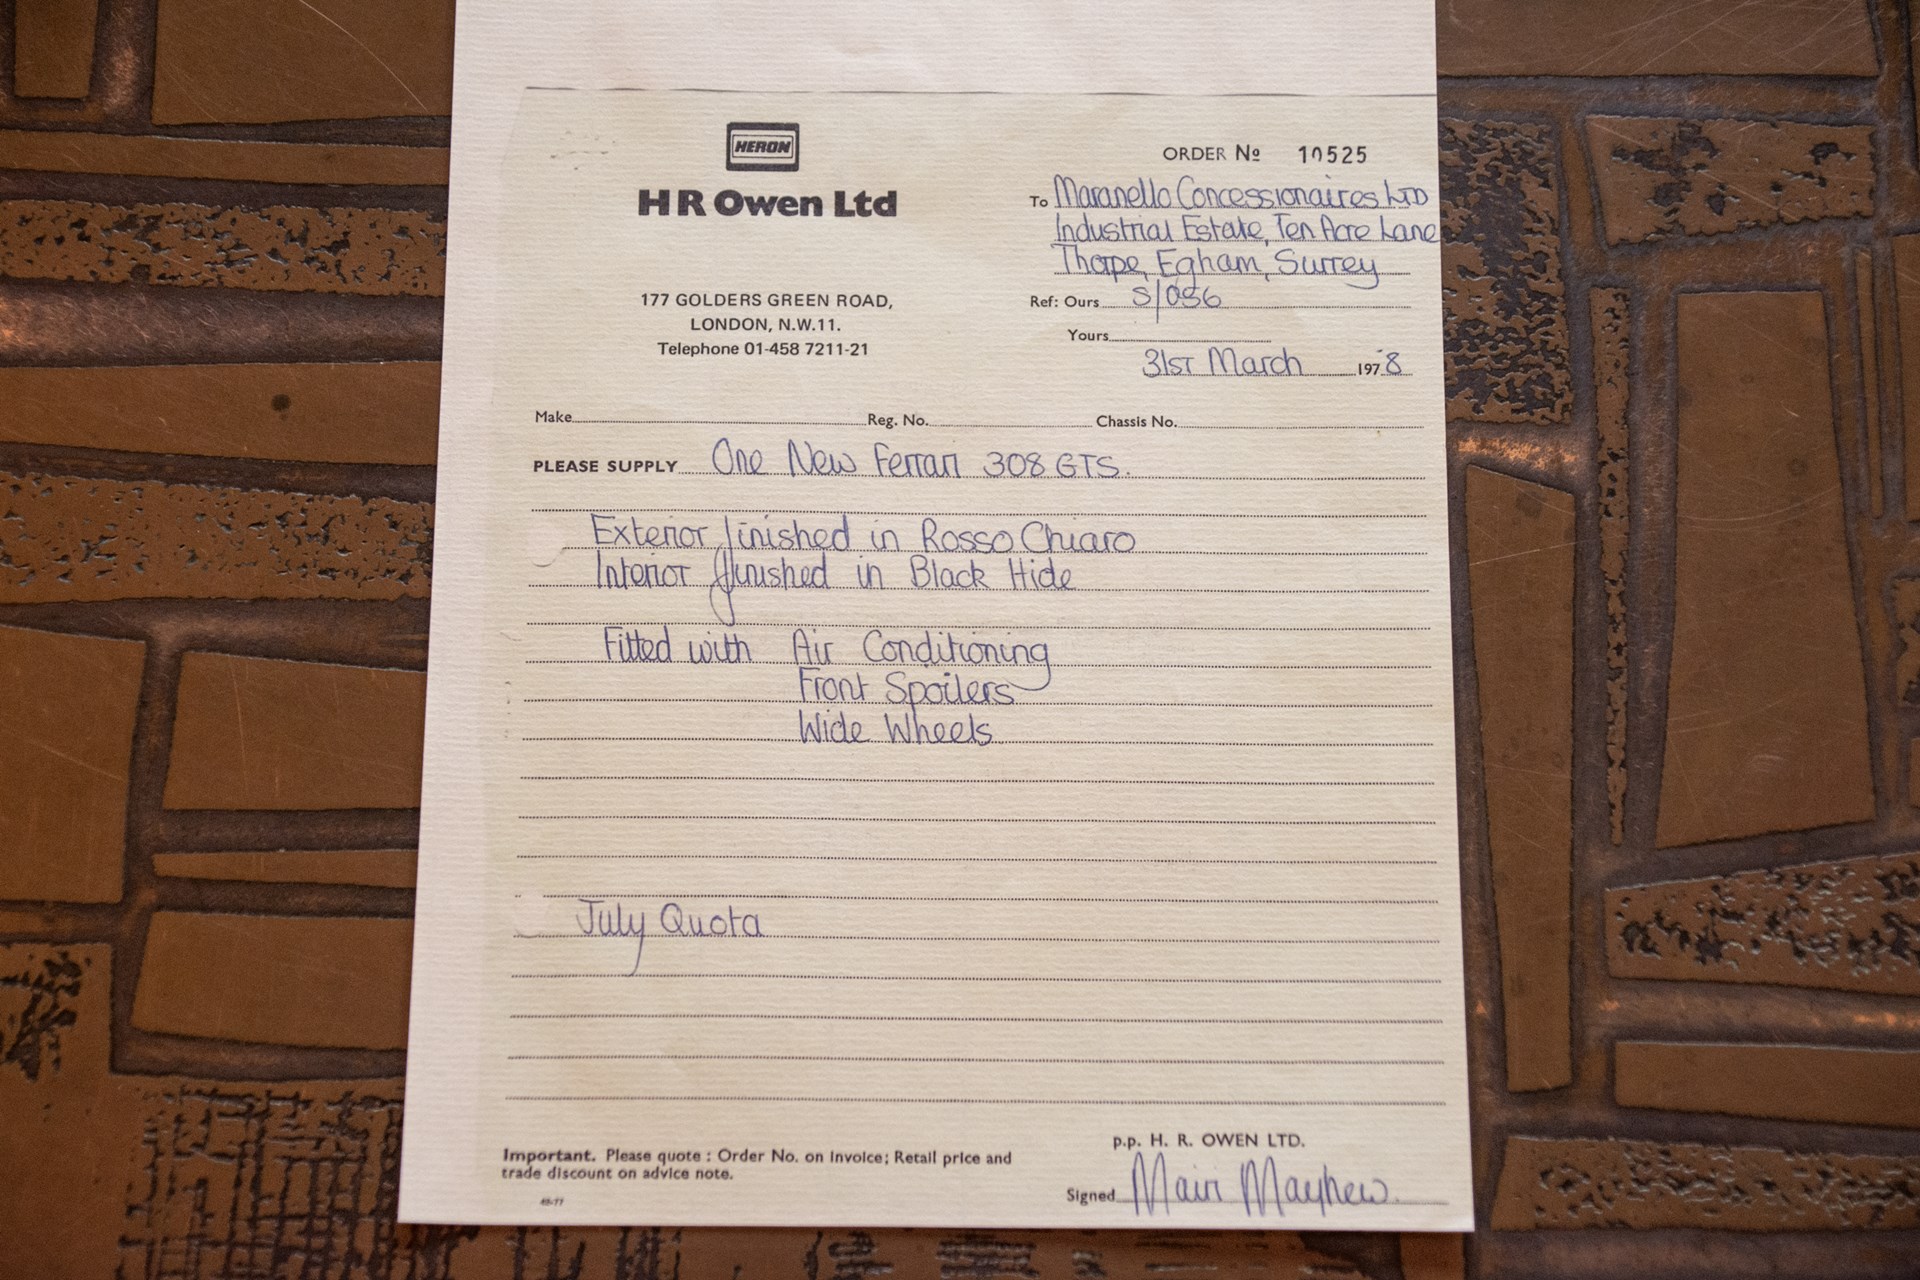 HERON
HR Owen Ltd
177 GOLDERS GREEN ROAD,
LONDON, N.W.11.
Telephone 01-458 7211-21
ORDER No 10525
To Maranello Concessionaires LTD
Industrial Estate, Ten Acre Lane
Thorpe, Egham, Surrey
Ref: Ours S/086
Yours
31ST March 1978
Make Reg. No. Chassis No.
PLEASE SUPPLY One New Ferrari 308 GTS.
Exterior finished in Rosso Chiaro
Interior finished in Black Hide
Fitted with Air Conditioning
Front Spoilers
Wide Wheels
July Quota
Important. Please quote : Order No. on Invoice; Retail price and
trade discount on advice note.
p.p. H. R. OWEN LTD.
Signed Mairi Mayhew.